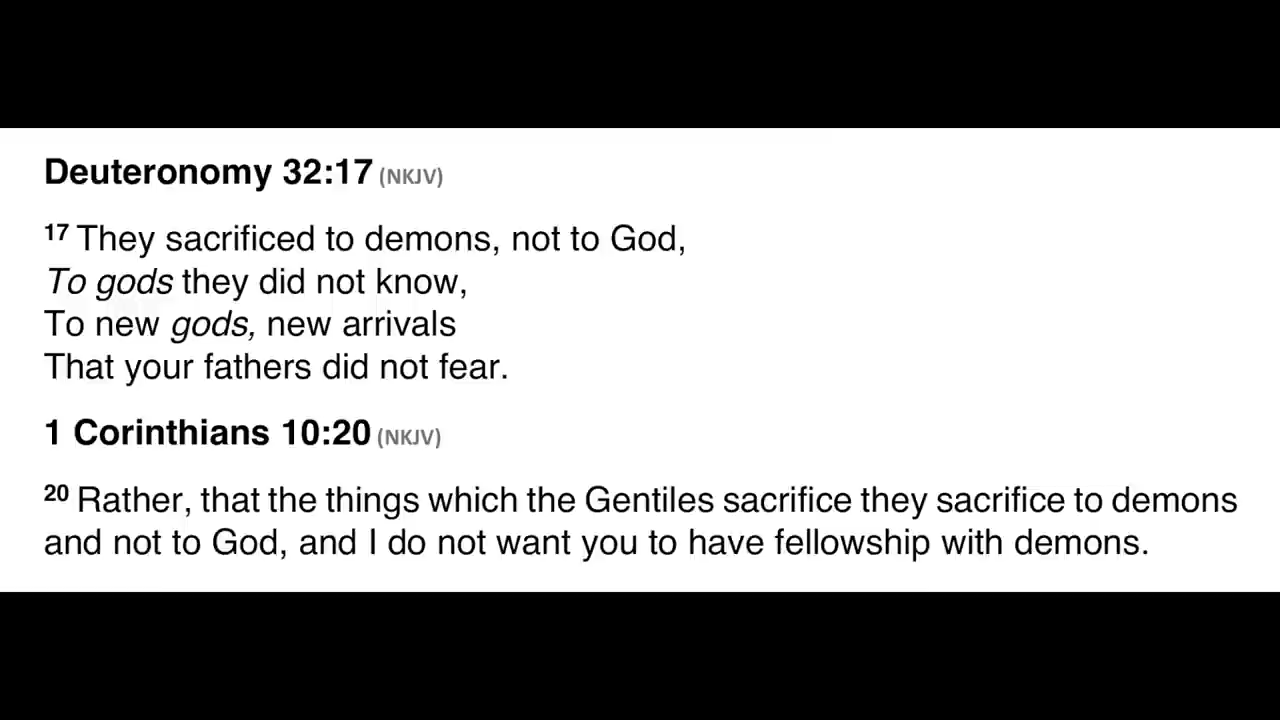 Deuteronomy 32:17 (NKJV)
17 They sacrificed to demons, not to God,
To gods they did not know,
To new gods, new arrivals
That your fathers did not fear.
1 Corinthians 10:20 (NKJV)
20 Rather, that the things which the Gentiles sacrifice they sacrifice to demons
and not to God, and I do not want you to have fellowship with demons.